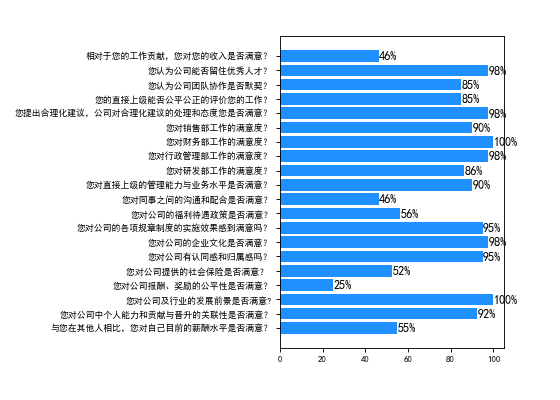 相对于您的工作贡献，您对您的收入是否满意？ 46%
您认为公司能否留住优秀人才？ 98%
您认为公司团队协作是否默契？ 85%
您的直接上级能否公平公正的评价您的工作？ 85%
您提出合理化建议，公司对合理化建议的处理和态度您是否满意？ 98%
您对销售部工作的满意度？ 90%
您对财务部工作的满意度？ 100%
您对行政管理部工作的满意度？ 98%
您对研发部工作的满意度？ 86%
您对直接上级的管理能力与业务水平是否满意？ 90%
您对同事之间的沟通和配合是否满意？ 46%
您对公司的福利待遇政策是否满意？ 56%
您对公司的各项规章制度的实施效果感到满意吗？ 95%
您对公司的企业文化是否满意？ 98%
您对公司有认同感和归属感吗？ 95%
您对公司提供的社会保险是否满意？ 52%
您对公司报酬、奖励的公平性是否满意？ 25%
您对公司及行业的发展前景是否满意? 100%
您对公司中个人能力和贡献与晋升的关联性是否满意？ 92%
与您在其他人相比，您对自己目前的薪酬水平是否满意？ 55%
0 20 40 60 80 100